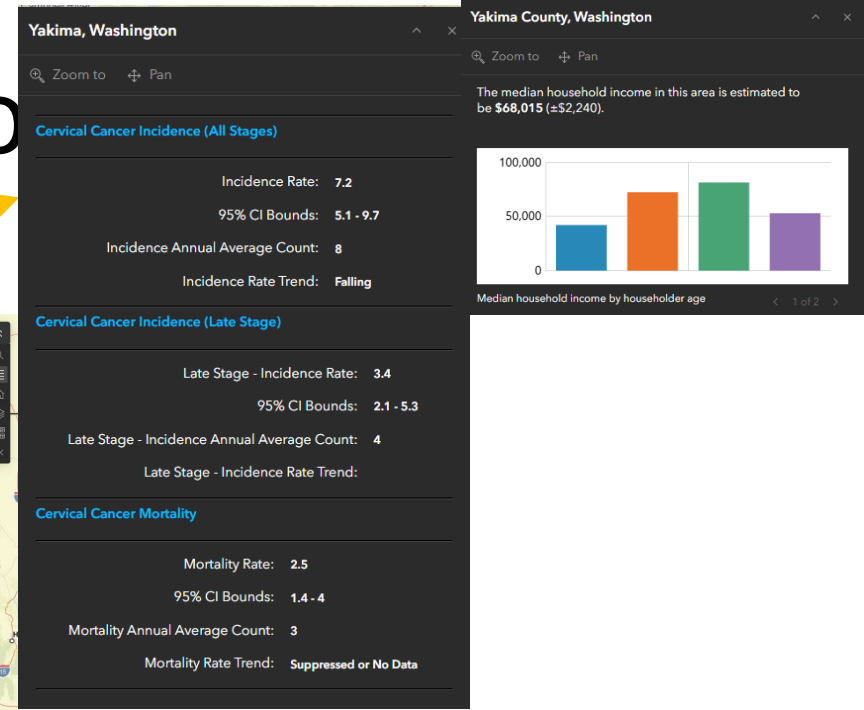 Yakima, Washington
Zoom to
Pan
Cervical Cancer Incidence (All Stages)
Incidence Rate: 7.2
95% CI Bounds: 5.1 - 9.7
Incidence Annual Average Count: 8
Incidence Rate Trend: Falling
Cervical Cancer Incidence (Late Stage)
Late Stage - Incidence Rate: 3.4
95% CI Bounds: 2.1 - 5.3
Late Stage - Incidence Annual Average Count: 4
Late Stage - Incidence Rate Trend:
Cervical Cancer Mortality
Mortality Rate: 2.5
95% CI Bounds: 1.4 - 4
Mortality Annual Average Count: 3
Mortality Rate Trend: Suppressed or No Data
Yakima County, Washington
Zoom to
Pan
The median household income in this area is estimated to
be $68,015 (±$2,240).
100,000
50,000
0
Median household income by householder age
1 of 2